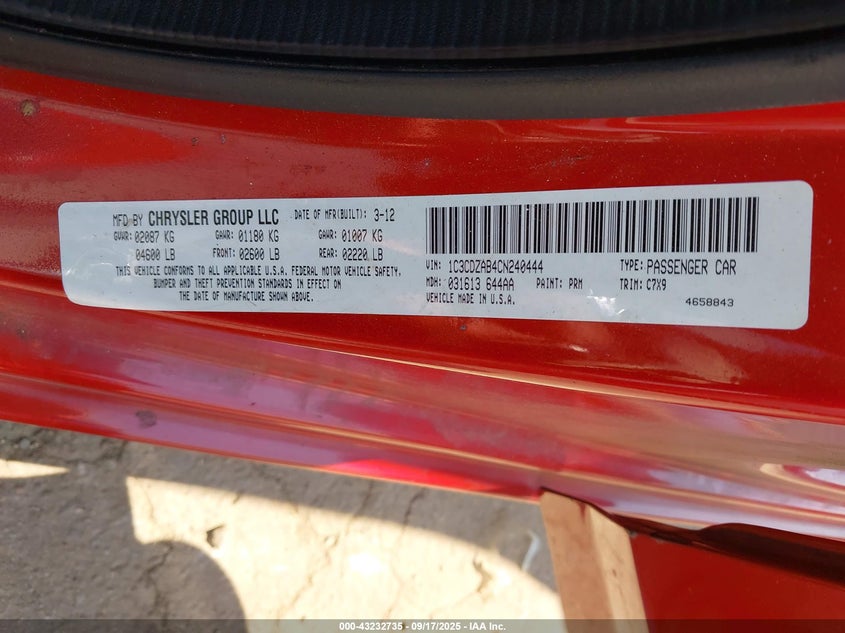 MFD BY CHRYSLER GROUP LLC DATE OF MFR(BUILT): 3-12
GVWR: 02087 KG GAWR: 01180 KG GAWR: 01007 KG
04600 LB FRONT: 02600 LB REAR: 02220 LB
THIS VEHICLE CONFORMS TO ALL APPLICABLE U.S.A. FEDERAL MOTOR VEHICLE SAFETY,
BUMPER AND THEFT PREVENTION STANDARDS IN EFFECT ON
THE DATE OF MANUFACTURE SHOWN ABOVE.
VIN: 1C3CDZAB4CN240444 TYPE: PASSENGER CAR
MDH: 031613 644AA PAINT: PRM TRIM: C7X9
VEHICLE MADE IN U.S.A. 4658843
000-43232735 - 09/17/2025 - IAA Inc.